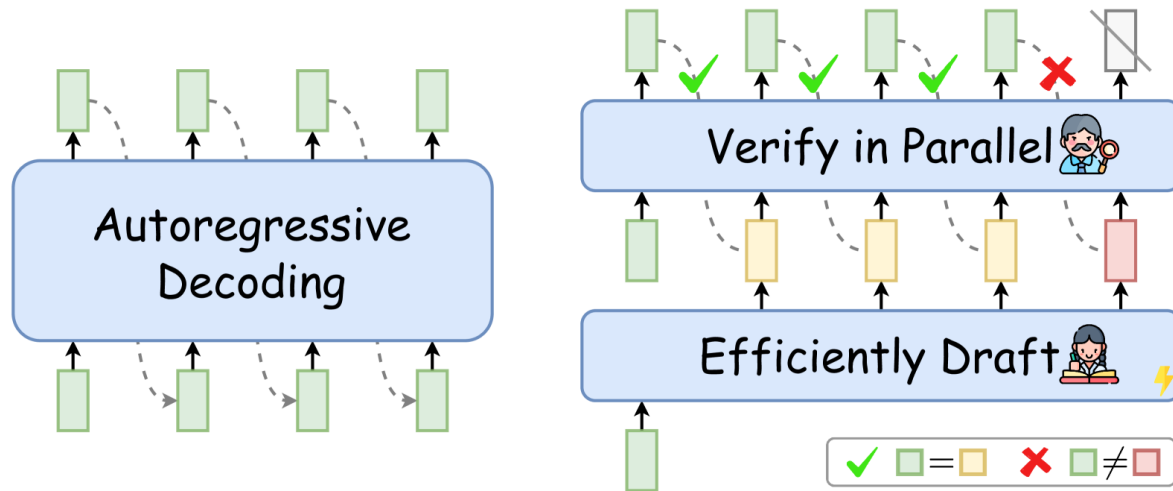 Autoregressive
Decoding
Verify in Parallel
Efficiently Draft
=
≠